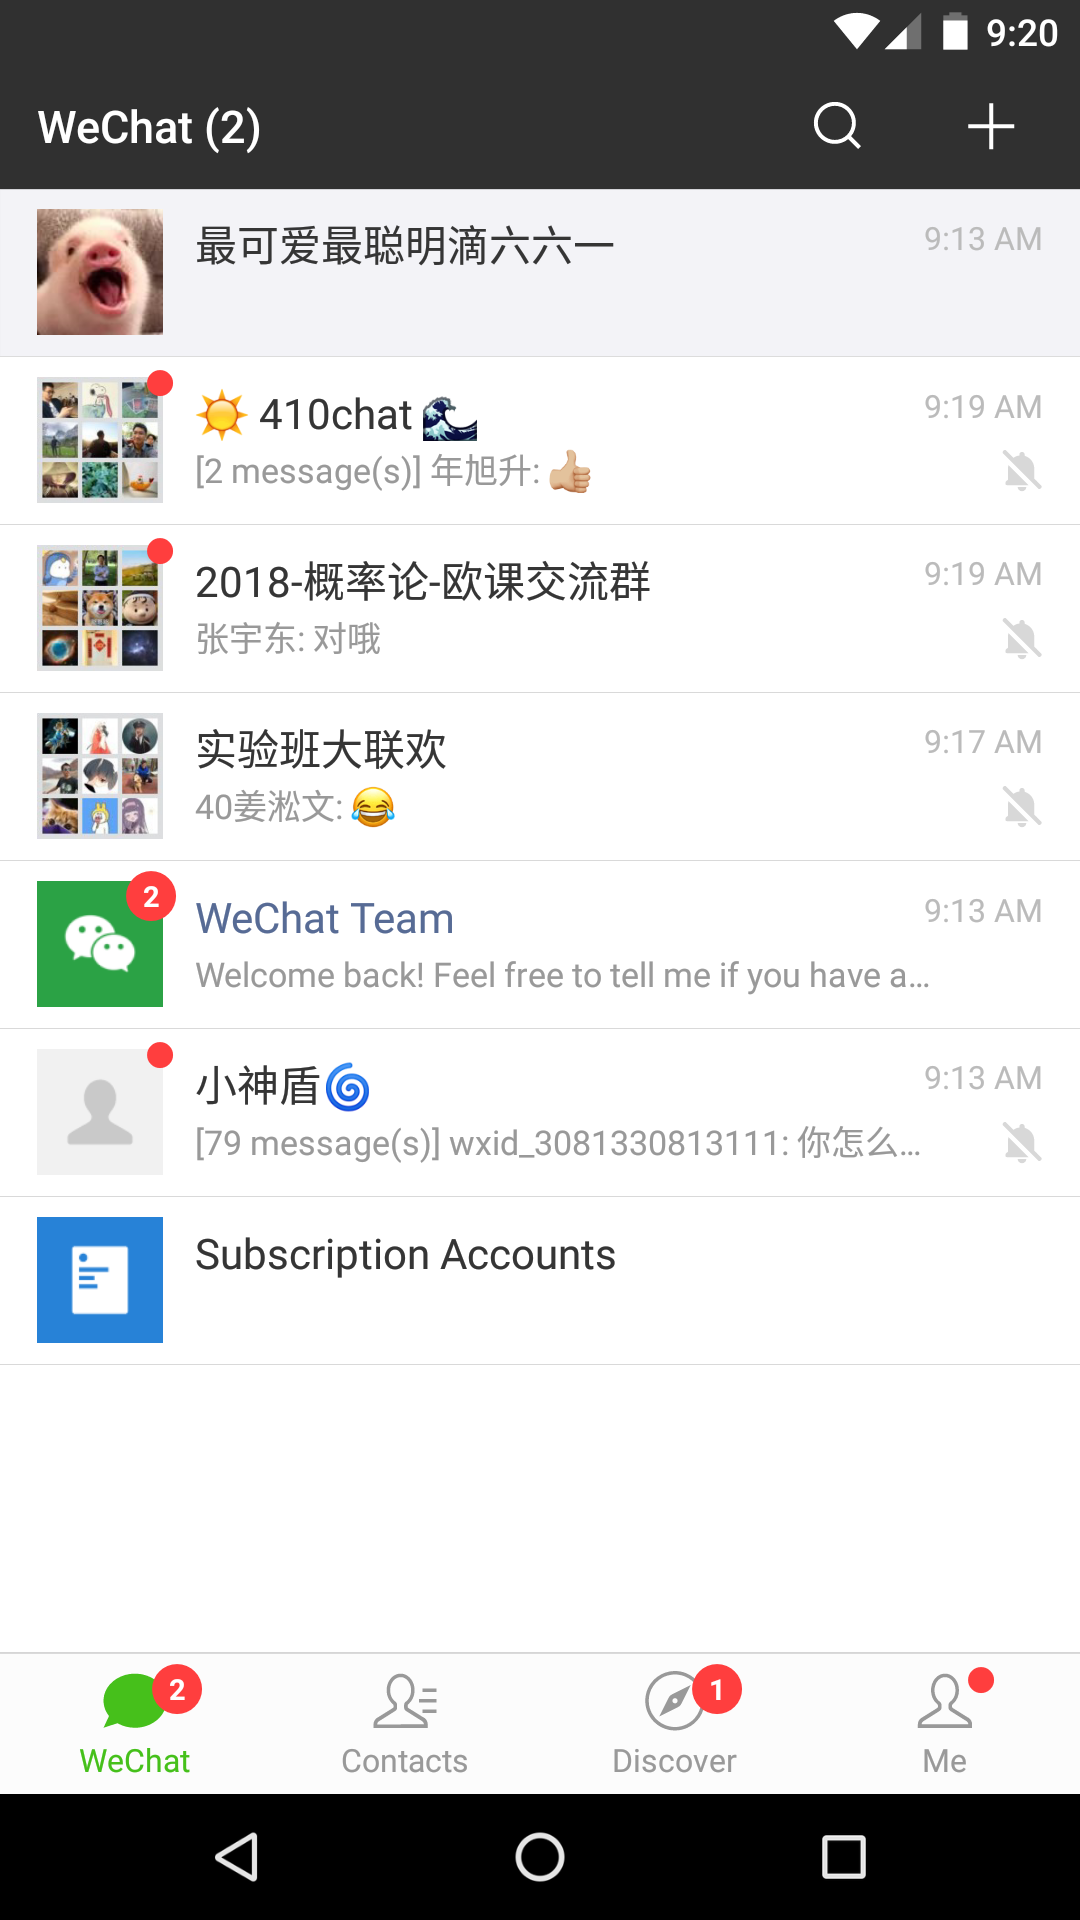 9:20
WeChat (2)
最可爱最聪明滴六六一 9:13 AM
☀️ 410chat 🌊 9:19 AM
[2 message(s)] 年旭升: 👍🏼
2018-概率论-欧课交流群 9:19 AM
张宇东: 对哦
实验班大联欢 9:17 AM
40姜淞文: 😂
2
WeChat Team 9:13 AM
Welcome back! Feel free to tell me if you have a...
小神盾🌀 9:13 AM
[79 message(s)] wxid_3081330813111: 你怎么...
Subscription Accounts
2 1
WeChat Contacts Discover Me